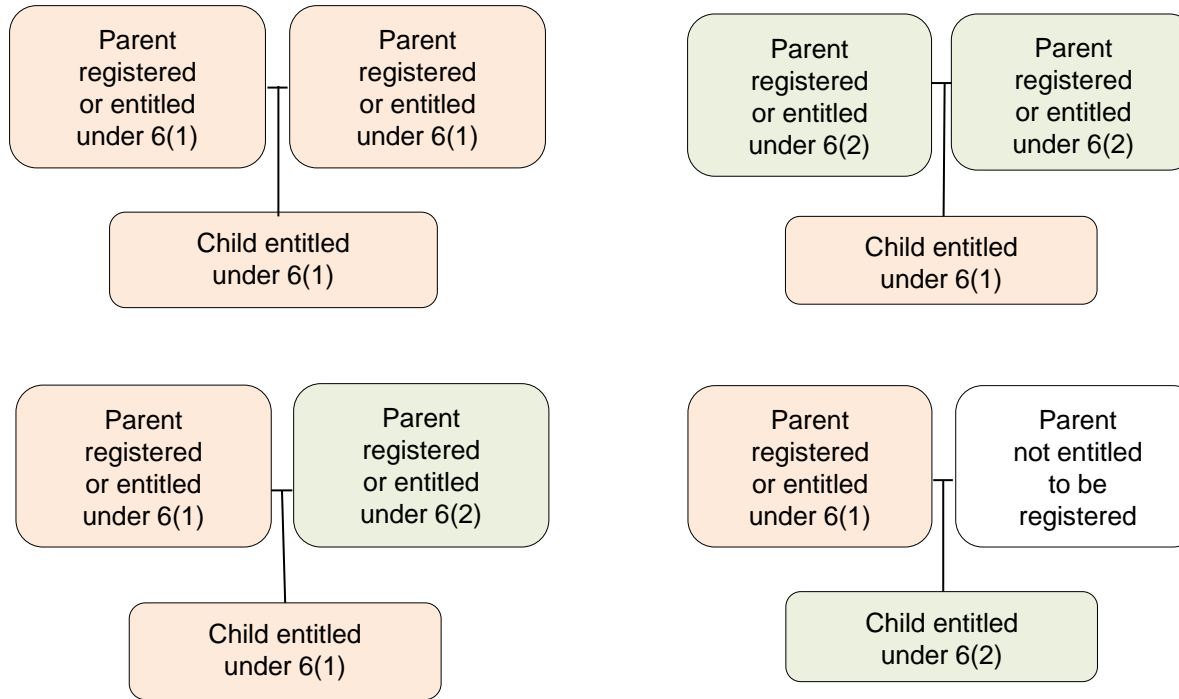 Parent
registered
or entitled
under 6(1)
Parent
registered
or entitled
under 6(1)
Child entitled
under 6(1)
Parent
registered
or entitled
under 6(2)
Parent
registered
or entitled
under 6(2)
Child entitled
under 6(1)
Parent
registered
or entitled
under 6(1)
Parent
registered
or entitled
under 6(2)
Child entitled
under 6(1)
Parent
registered
or entitled
under 6(1)
Parent
not entitled
to be
registered
Child entitled
under 6(2)